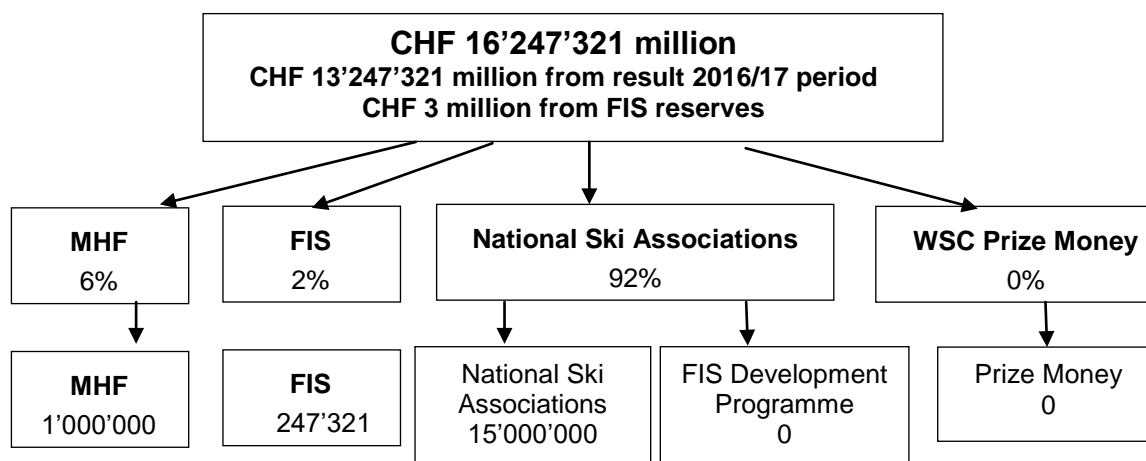 CHF 16’247’321 million
CHF 13’247’321 million from result 2016/17 period
CHF 3 million from FIS reserves
MHF
6%
FIS
2%
National Ski Associations
92%
WSC Prize Money
0%
MHF
1’000’000
FIS
247’321
National Ski
Associations
15’000’000
FIS Development
Programme
0
Prize Money
0